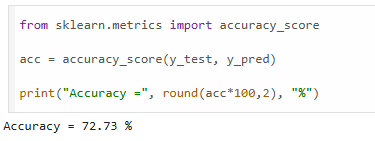 from sklearn.metrics import accuracy_score
acc = accuracy_score(y_test, y_pred)
print("Accuracy =", round(acc*100,2), "%")
Accuracy = 72.73 %